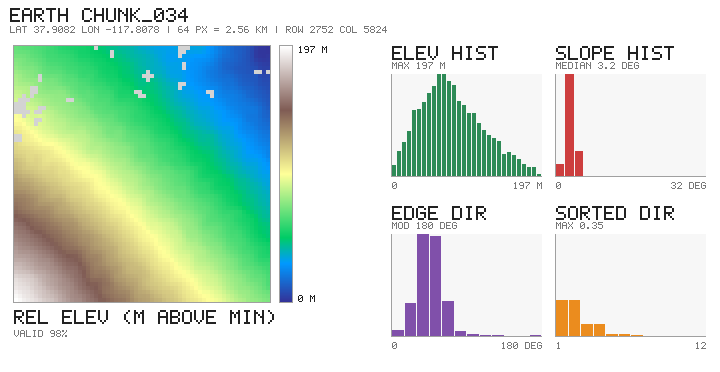 EARTH CHUNK_034
LAT 37.9082 LON -117.8078 | 64 PX = 2.56 KM | ROW 2752 COL 5824
197 M
0 M
REL ELEV (M ABOVE MIN)
VALID 98%
ELEV HIST
MAX 197 M
0 197 M
SLOPE HIST
MEDIAN 3.2 DEG
0 32 DEG
EDGE DIR
MOD 180 DEG
0 180 DEG
SORTED DIR
MAX 0.35
1 12